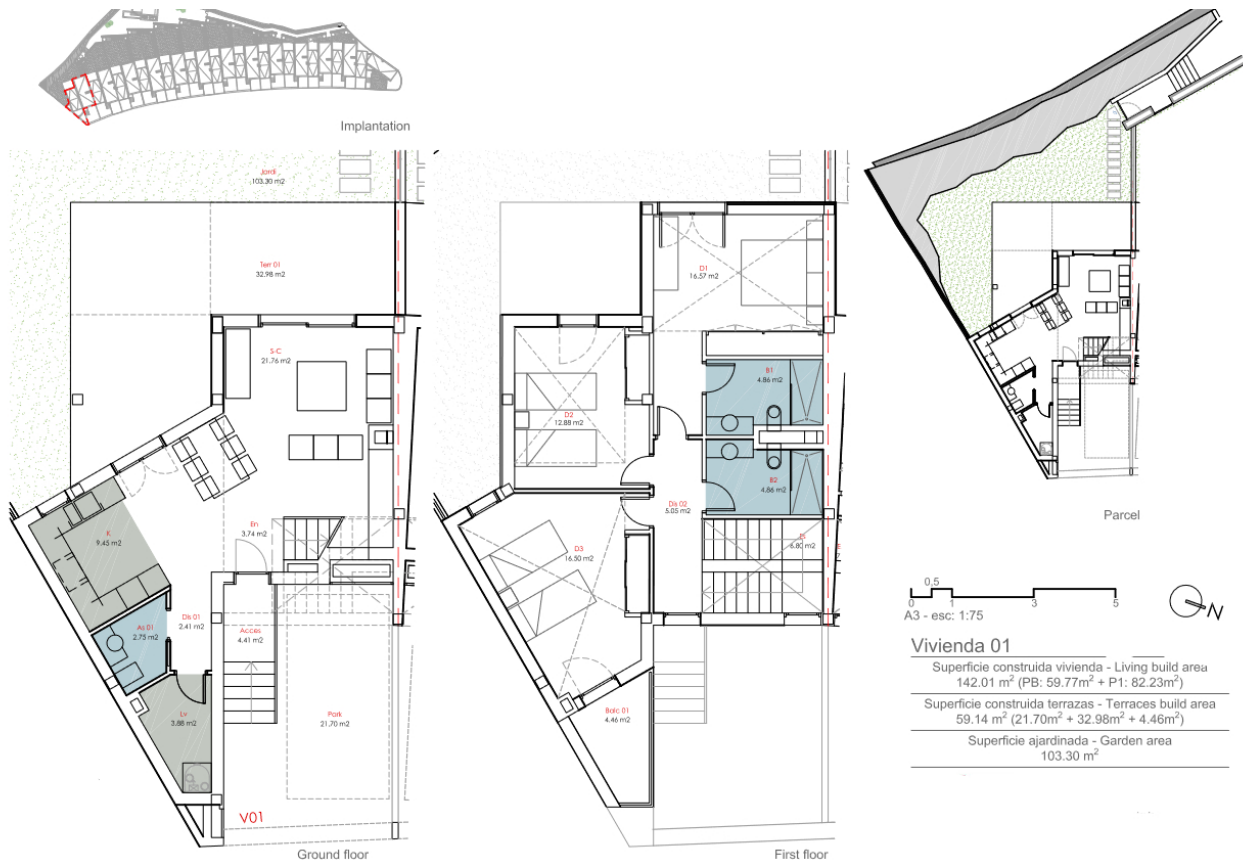 Implantation
Jardi
103.30 m2
Terr 01
32.98 m2
S-C
21.76 m2
K
9.45 m2
En
3.74 m2
Dis 01
2.41 m2
As 01
2.75 m2
Acces
4.41 m2
Lv
3.88 m2
Park
21.70 m2
V01
Ground floor
D1
16.57 m2
B1
4.86 m2
D2
12.88 m2
B2
4.86 m2
Dis 02
5.05 m2
6.80 m2
D3
16.50 m2
Balc 01
4.46 m2
First floor
Parcel
0,5
0 1 3 5
A3 - esc: 1:75
N
Vivienda 01
Superficie construida vivienda - Living build area
142.01 m² (PB: 59.77m² + P1: 82.23m²)
Superficie construida terrazas - Terraces build area
59.14 m² (21.70m² + 32.98m² + 4.46m²)
Superficie ajardinada - Garden area
103.30 m²